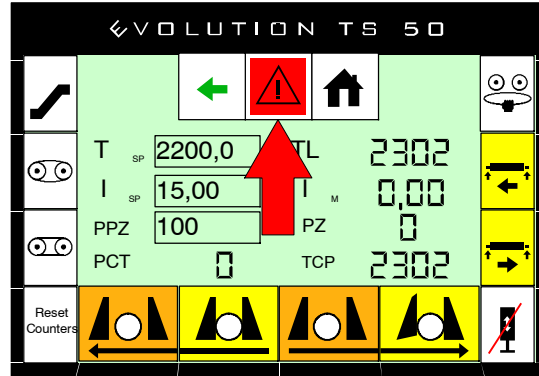 EVOLUTION TS 50
T SP 2200,0 TL 2302
I SP 15,00 I M 0,00
PPZ 100 PZ 0
PCT 0 TCP 2302
Reset
Counters